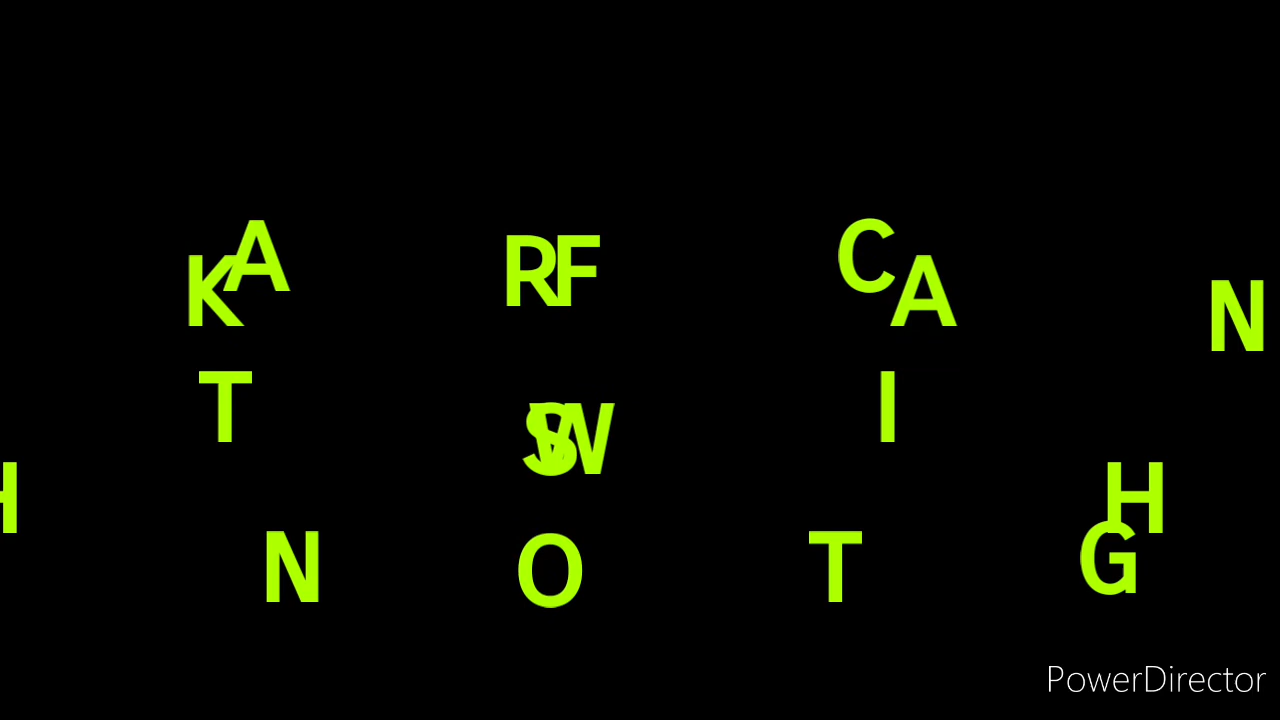 K A R F C A N
T S W I
H H
N O T G
PowerDirector